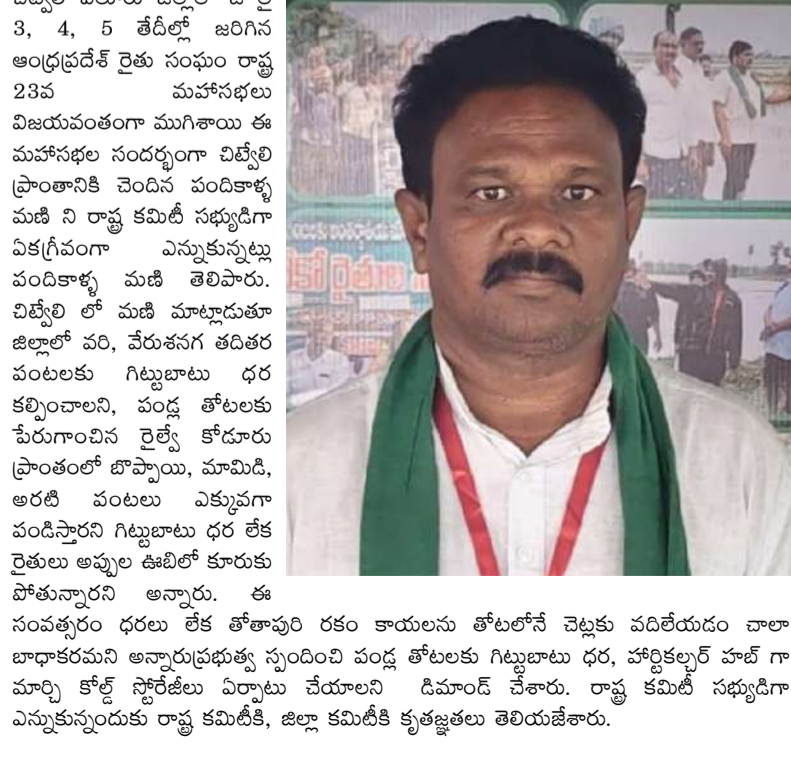 3, 4, 5 తేదీల్లో జరిగిన
ఆంధ్రప్రదేశ్ రైతు సంఘం రాష్ట్ర
23వ మహాసభలు
విజయవంతంగా ముగిశాయి ఈ
మహాసభల సందర్భంగా చిట్వేలి
ప్రాంతానికి చెందిన పందికాళ్ళ
మణి ని రాష్ట్ర కమిటీ సభ్యుడిగా
ఏకగ్రీవంగా ఎన్నుకున్నట్లు
పందికాళ్ళ మణి తెలిపారు.
చిట్వేలి లో మణి మాట్లాడుతూ
జిల్లాలో వరి, వేరుశనగ తదితర
పంటలకు గిట్టుబాటు ధర
కల్పించాలని, పండ్ల తోటలకు
పేరుగాంచిన రైల్వే కోడూరు
ప్రాంతంలో బొప్పాయి, మామిడి,
అరటి పంటలు ఎక్కువగా
పండిస్తారని గిట్టుబాటు ధర లేక
రైతులు అప్పుల ఊబిలో కూరుకు
పోతున్నారని అన్నారు. ఈ
సంవత్సరం ధరలు లేక తోతాపురి రకం కాయలను తోటలోనే చెట్లకు వదిలేయడం చాలా
బాధాకరమని అన్నారుప్రభుత్వ స్పందించి పండ్ల తోటలకు గిట్టుబాటు ధర, హార్టికల్చర్ హబ్ గా
మార్చి కోల్డ్ స్టోరేజీలు ఏర్పాటు చేయాలని డిమాండ్ చేశారు. రాష్ట్ర కమిటీ సభ్యుడిగా
ఎన్నుకున్నందుకు రాష్ట్ర కమిటీకి, జిల్లా కమిటీకి కృతజ్ఞతలు తెలియజేశారు.